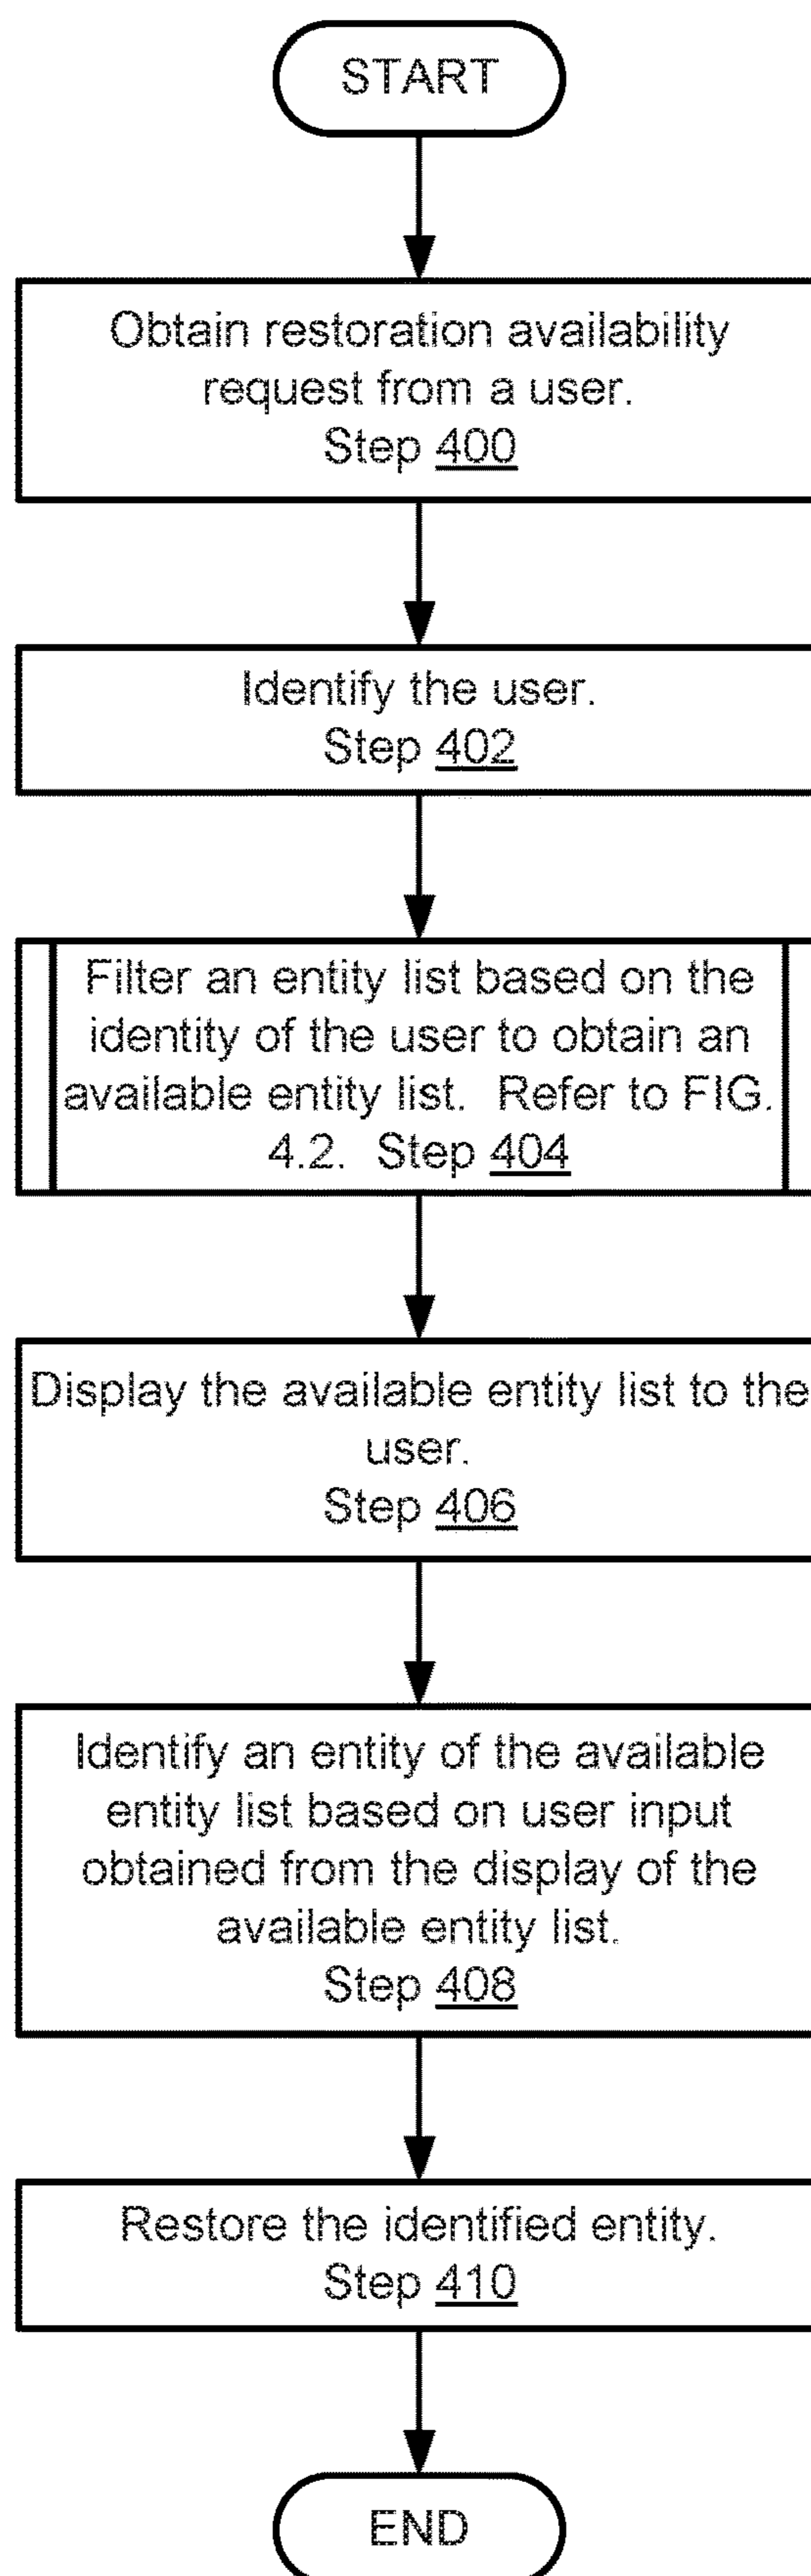 START
Obtain restoration availability
request from a user.
Step 400
Identify the user.
Step 402
Filter an entity list based on the
identity of the user to obtain an
available entity list.  Refer to FIG.
4.2.  Step 404
Display the available entity list to the
user.
Step 406
Identify an entity of the available
entity list based on user input
obtained from the display of the
available entity list.
Step 408
Restore the identified entity.
Step 410
END